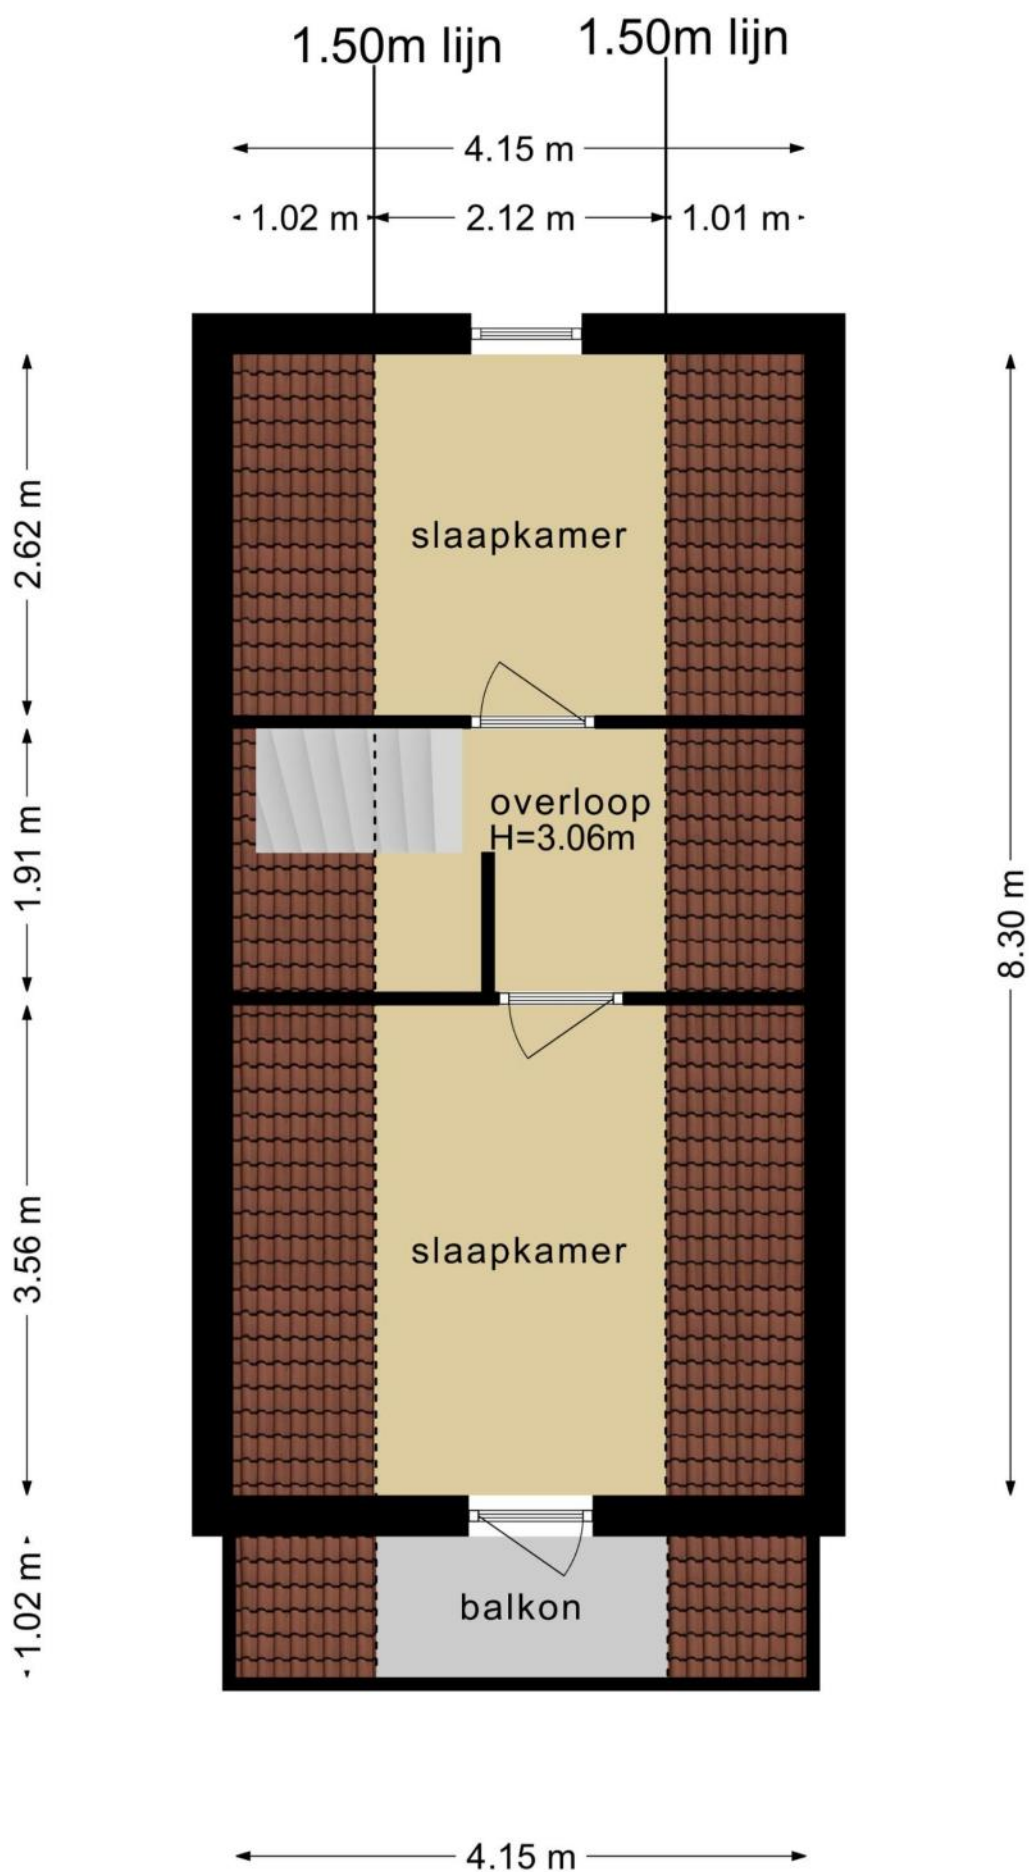 1.50m lijn
1.50m lijn
4.15 m
1.02 m
2.12 m
1.01 m
2.62 m
slaapkamer
1.91 m
overloop
H=3.06m
8.30 m
3.56 m
slaapkamer
1.02 m
balkon
4.15 m